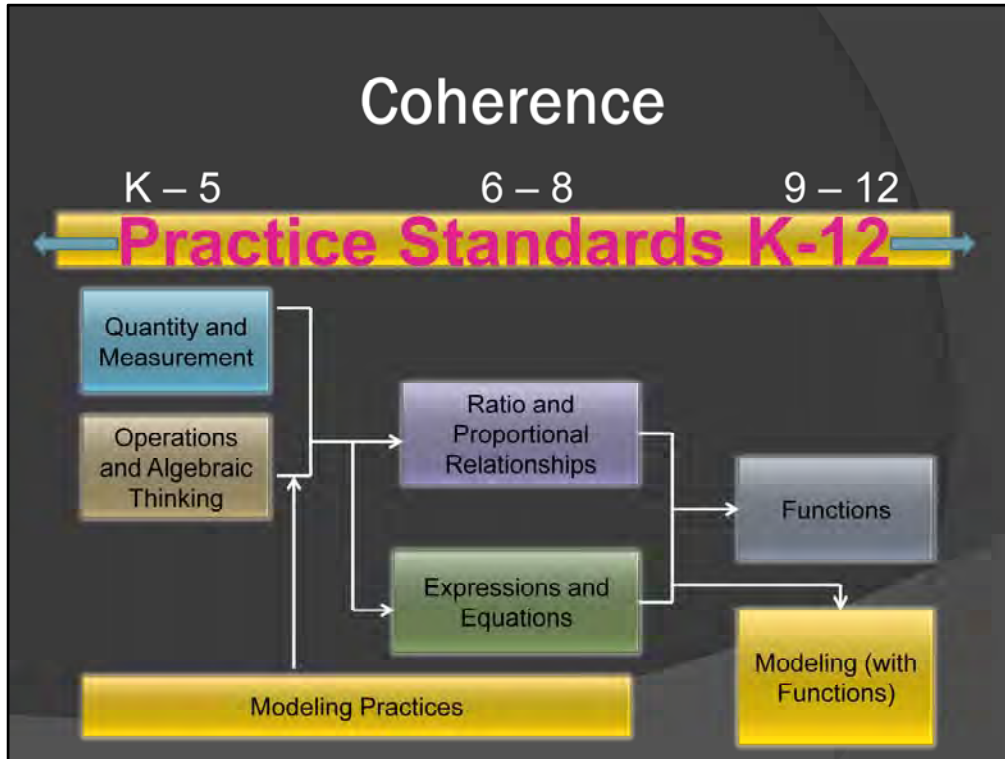 Coherence
K – 5
6 – 8
9 – 12
Practice Standards K-12
Quantity and
Measurement
Operations
and Algebraic
Thinking
Ratio and
Proportional
Relationships
Expressions and
Equations
Functions
Modeling (with
Functions)
Modeling Practices